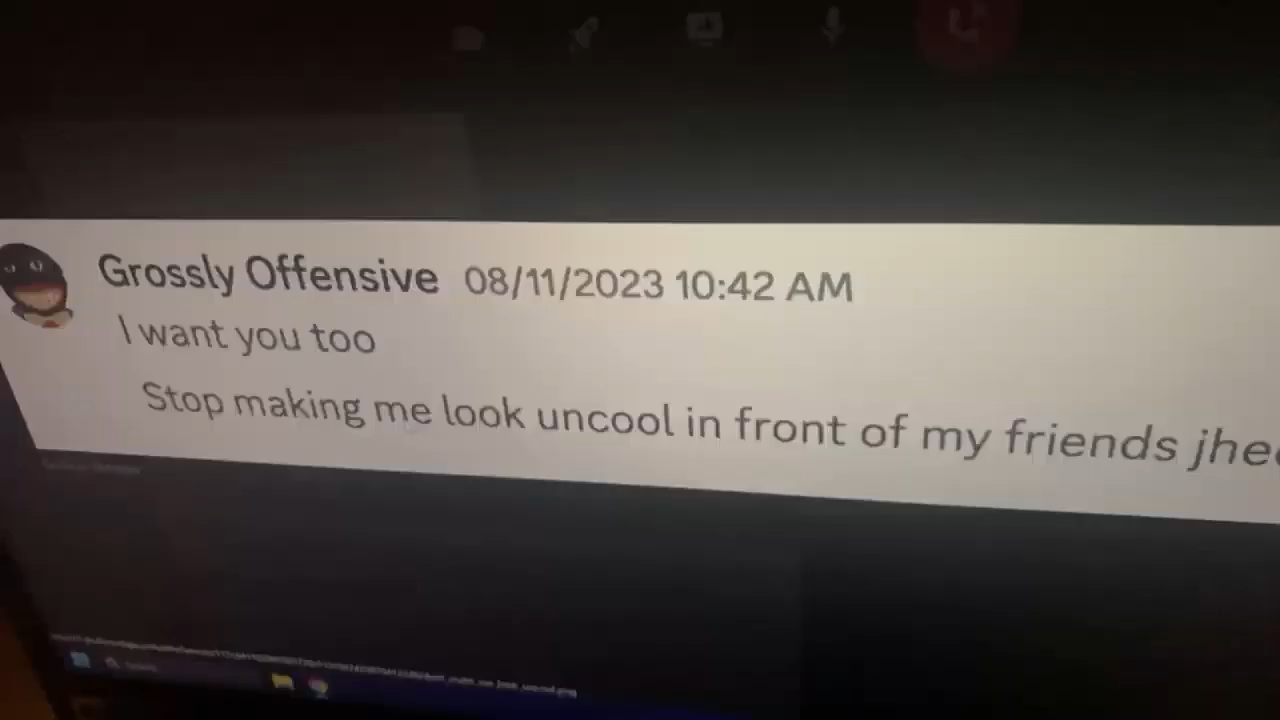 Grossly Offensive 08/11/2023 10:42 AM
I want you too
Stop making me look uncool in front of my friends